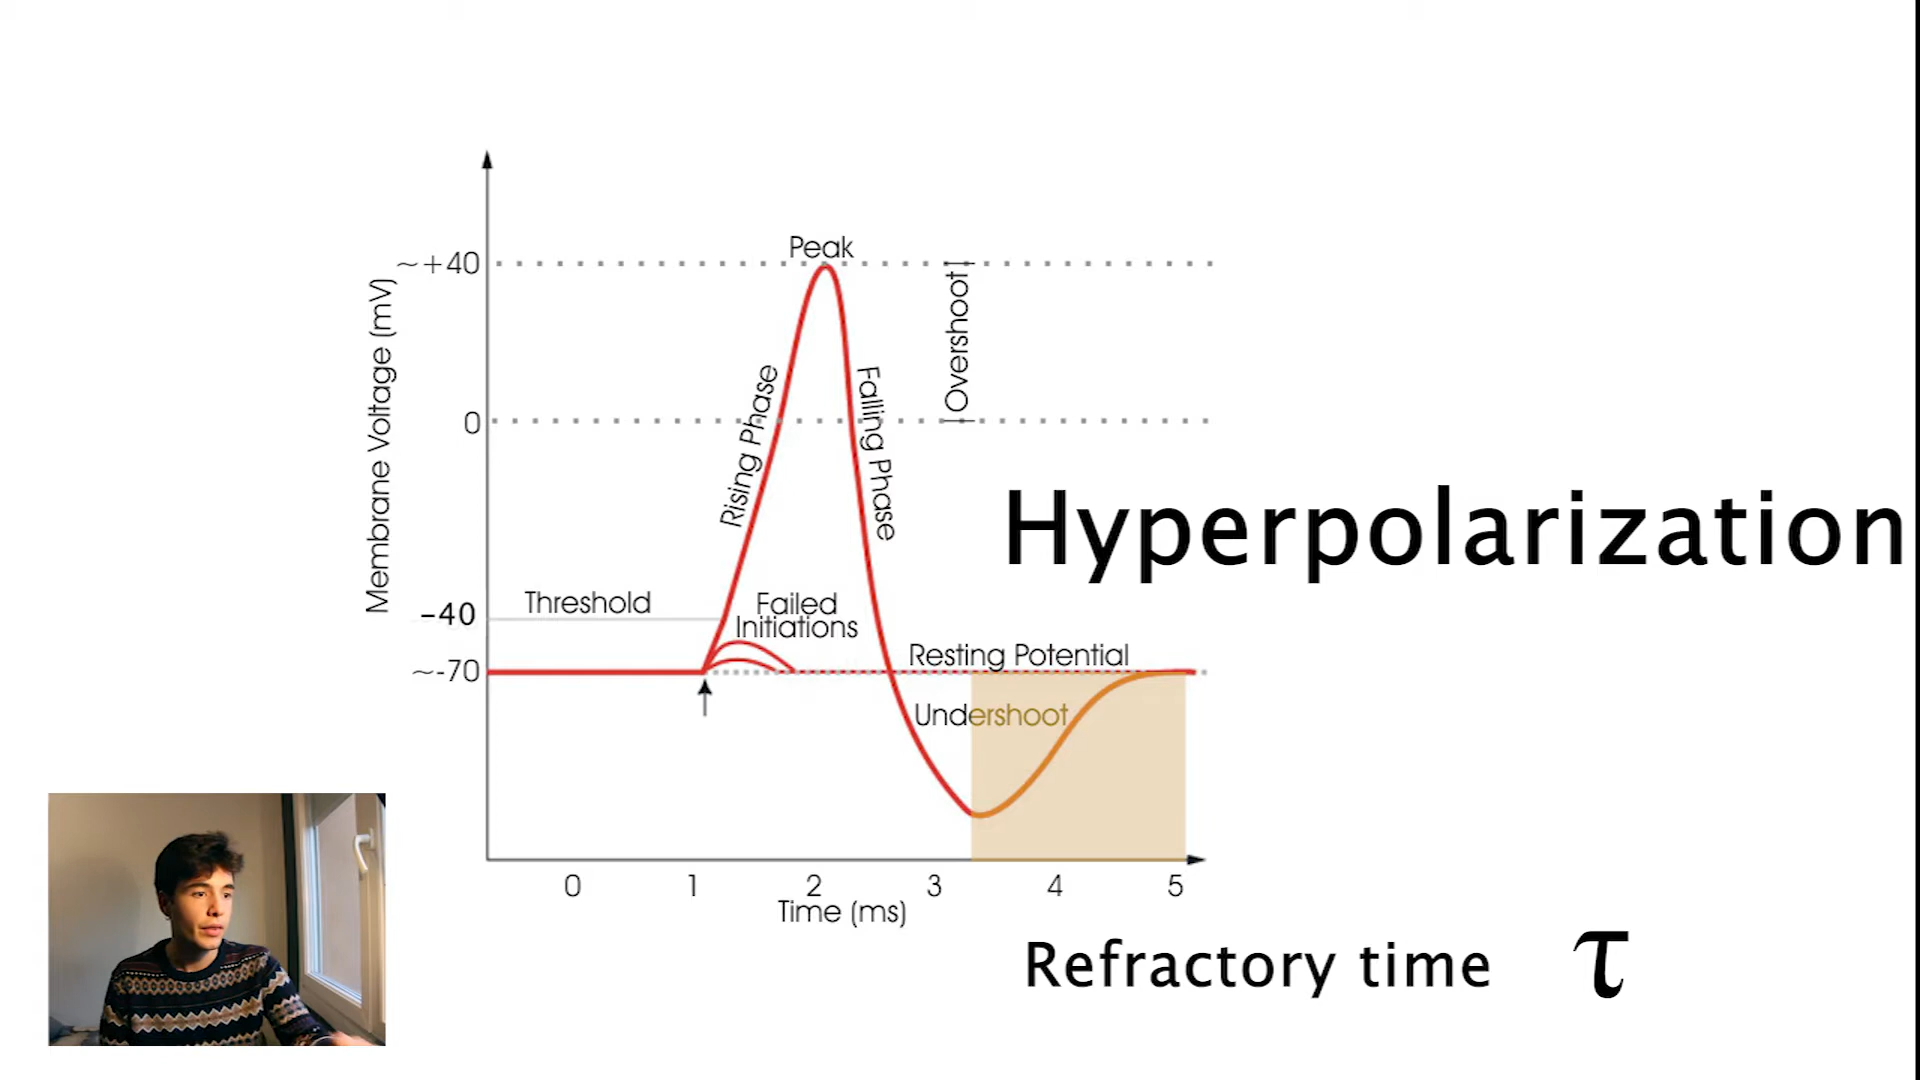 Peak
~+40
Overshoot
Membrane Voltage (mV)
Rising Phase
Falling Phase
0
Hyperpolarization
-40
Threshold
Failed
Initiations
Resting Potential
~-70
Undershoot
0 1 2 3 4 5
Time (ms)
Refractory time τ